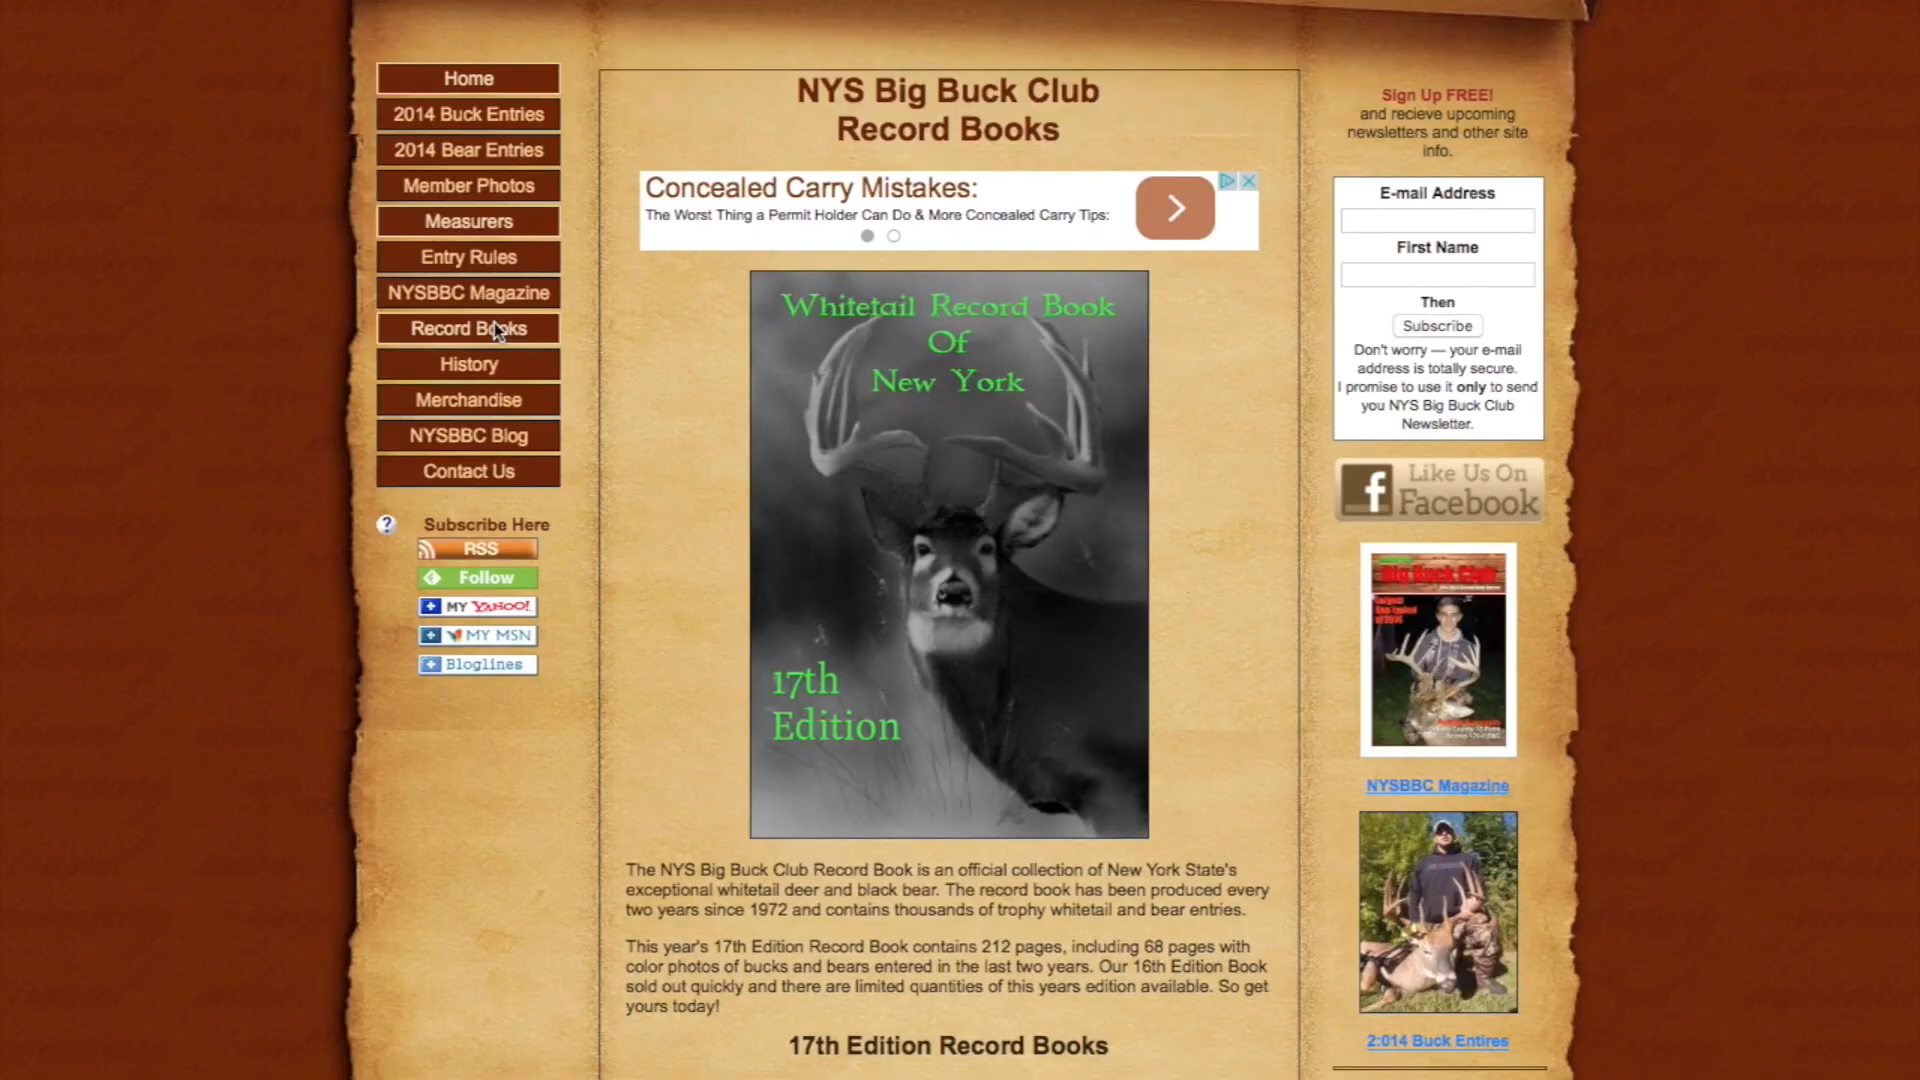 Home
2014 Buck Entries
2014 Bear Entries
Member Photos
Measurers
Entry Rules
NYSBBC Magazine
Record Books
History
Merchandise
NYSBBC Blog
Contact Us
Subscribe Here
RSS
Follow
MY YAHOO!
MY MSN
Bloglines
NYS Big Buck Club
Record Books
Concealed Carry Mistakes:
The Worst Thing a Permit Holder Can Do & More Concealed Carry Tips:
Whitetail Record Book
Of
New York
17th
Edition
The NYS Big Buck Club Record Book is an official collection of New York State's
exceptional whitetail deer and black bear. The record book has been produced every
two years since 1972 and contains thousands of trophy whitetail and bear entries.
This year's 17th Edition Record Book contains 212 pages, including 68 pages with
color photos of bucks and bears entered in the last two years. Our 16th Edition Book
sold out quickly and there are limited quantities of this years edition available. So get
yours today!
17th Edition Record Books
Sign Up FREE!
and recieve upcoming
newsletters and other site
info.
E-mail Address
First Name
Then
Subscribe
Don't worry — your e-mail
address is totally secure.
I promise to use it only to send
you NYS Big Buck Club
Newsletter.
Like Us On
Facebook
Big Buck Club
NYSBBC Magazine
2:014 Buck Entires